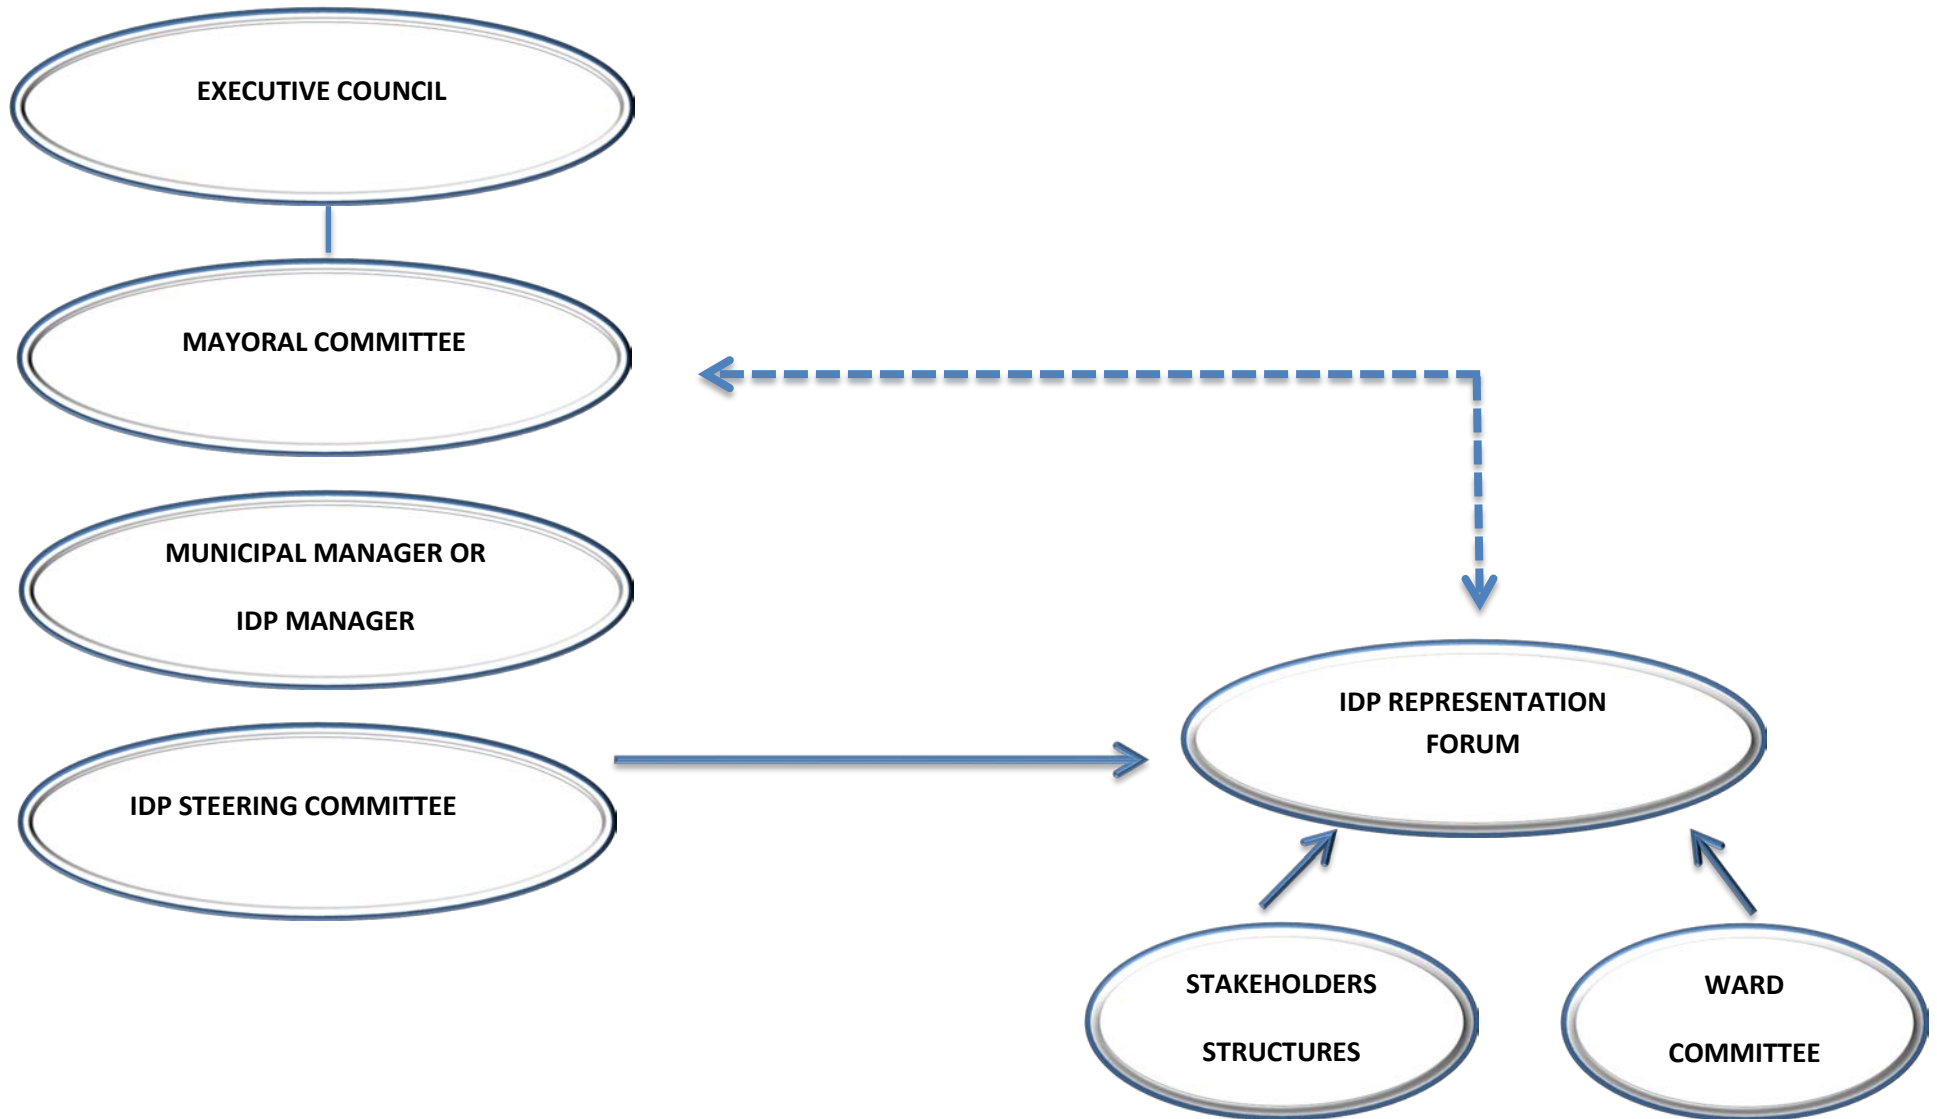 EXECUTIVE COUNCIL
MAYORAL COMMITTEE
MUNICIPAL MANAGER OR
IDP MANAGER
IDP STEERING COMMITTEE
IDP REPRESENTATION
FORUM
STAKEHOLDERS
STRUCTURES
WARD
COMMITTEE